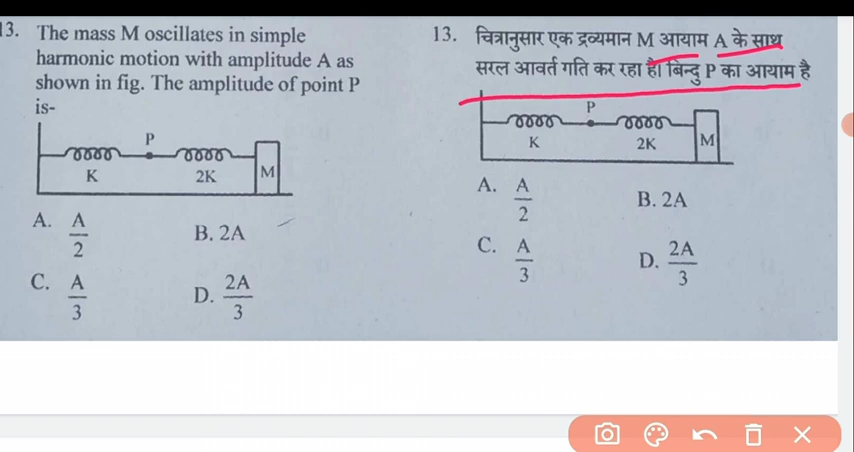 13. The mass M oscillates in simple
harmonic motion with amplitude A as
shown in fig. The amplitude of point P
is-
P
K
2K
M
A. A/2
B. 2A
C. A/3
D. 2A/3
13. चित्रानुसार एक द्रव्यमान M आयाम A के साथ
सरल आवर्त गति कर रहा है। बिन्दु P का आयाम है
P
K
2K
M
A. A/2
B. 2A
C. A/3
D. 2A/3